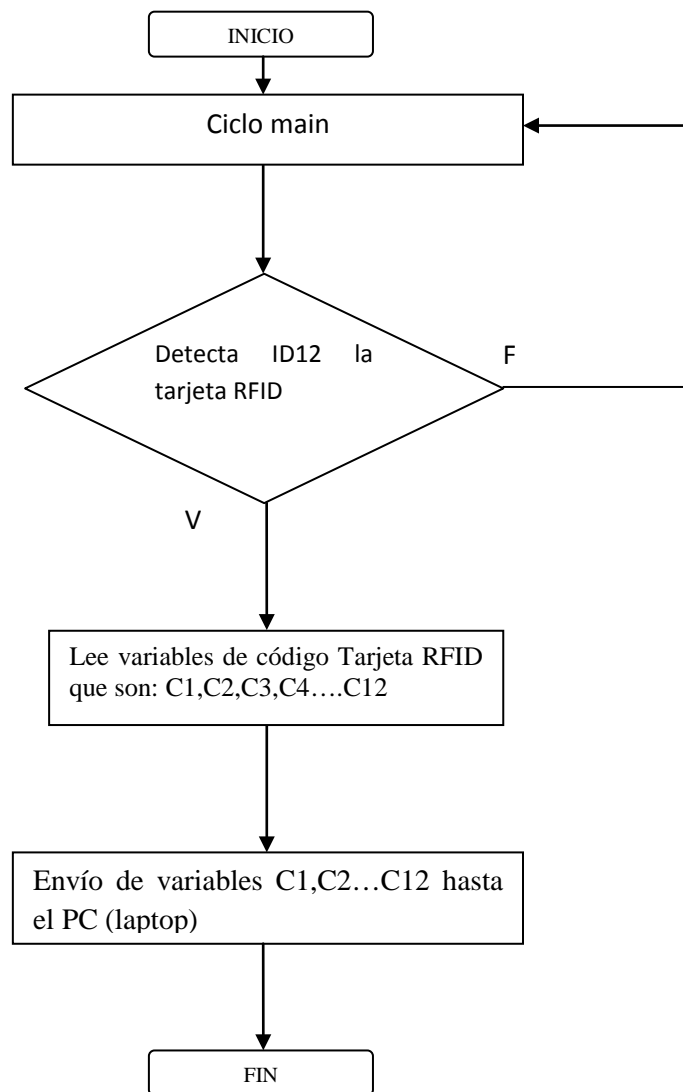 INICIO
Ciclo main
Detecta ID12 la
tarjeta RFID
F
V
Lee variables de código Tarjeta RFID
que son: C1,C2,C3,C4….C12
Envío de variables C1,C2…C12 hasta
el PC (laptop)
FIN